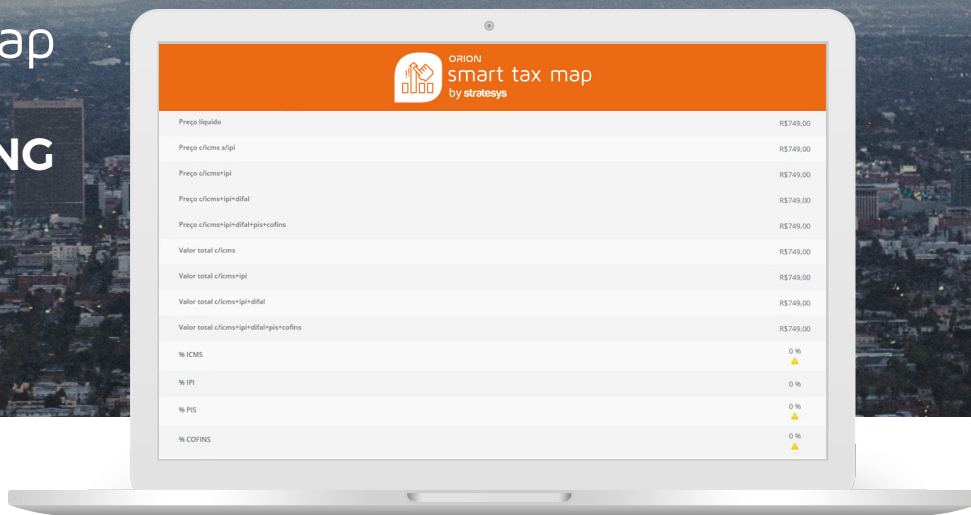 ap
NG
ORION
smart tax map
by stratesys
Preço líquido R$749,00
Preço c/icms s/ipi R$749,00
Preço c/icms+ipi R$749,00
Preço c/icms+ipi+difal R$749,00
Preço c/icms+ipi+difal+pis+cofins R$749,00
Valor total c/icms R$749,00
Valor total c/icms+ipi R$749,00
Valor total c/icms+ipi+difal R$749,00
Valor total c/icms+ipi+difal+pis+cofins R$749,00
% ICMS 0 %
% IPI 0 %
% PIS 0 %
% COFINS 0 %